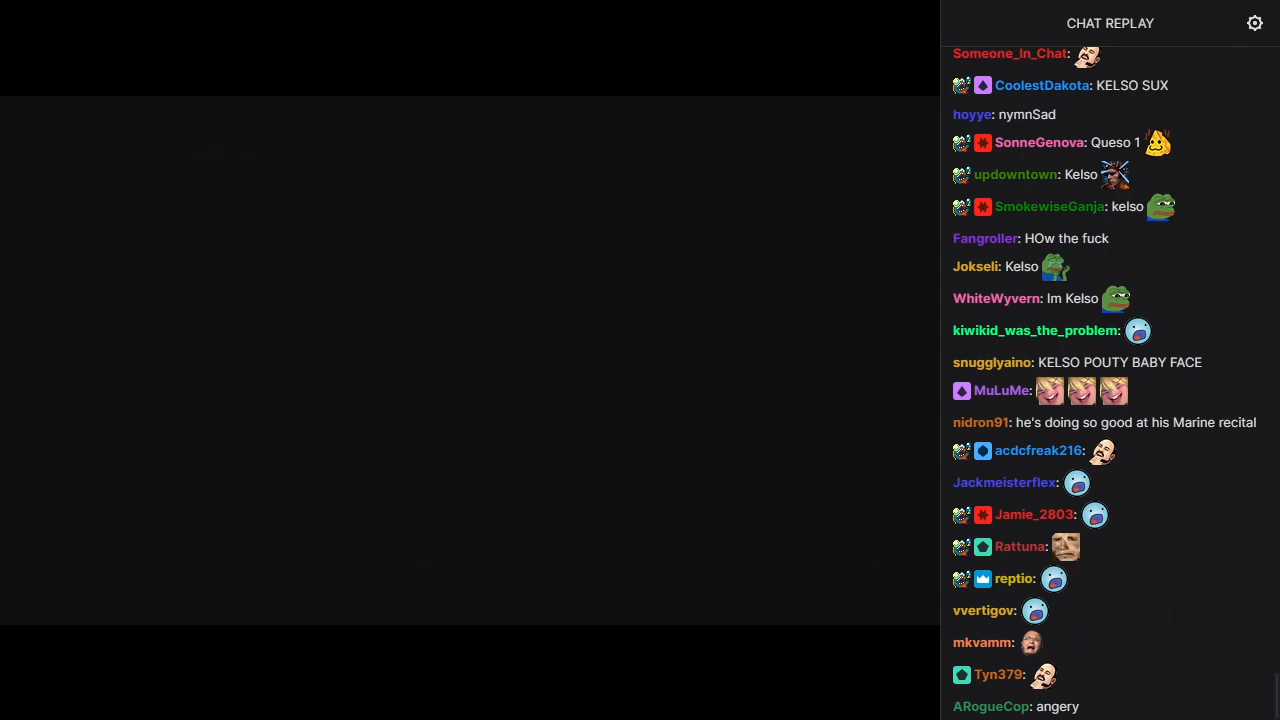 CHAT REPLAY
Someone_In_Chat:
CoolestDakota: KELSO SUX
hoyye: nymnSad
SonneGenova: Queso 1
updowntown: Kelso
SmokewiseGanja: kelso
Fangroller: HOw the fuck
Jokseli: Kelso
WhiteWyvern: Im Kelso
kiwikid_was_the_problem:
snugglyaino: KELSO POUTY BABY FACE
MuLuMe:
nidron91: he's doing so good at his Marine recital
acdcfreak216:
Jackmeisterflex:
Jamie_2803:
Rattuna:
reptio:
vvertigov:
mkvamm:
Tyn379:
ARogueCop: angery